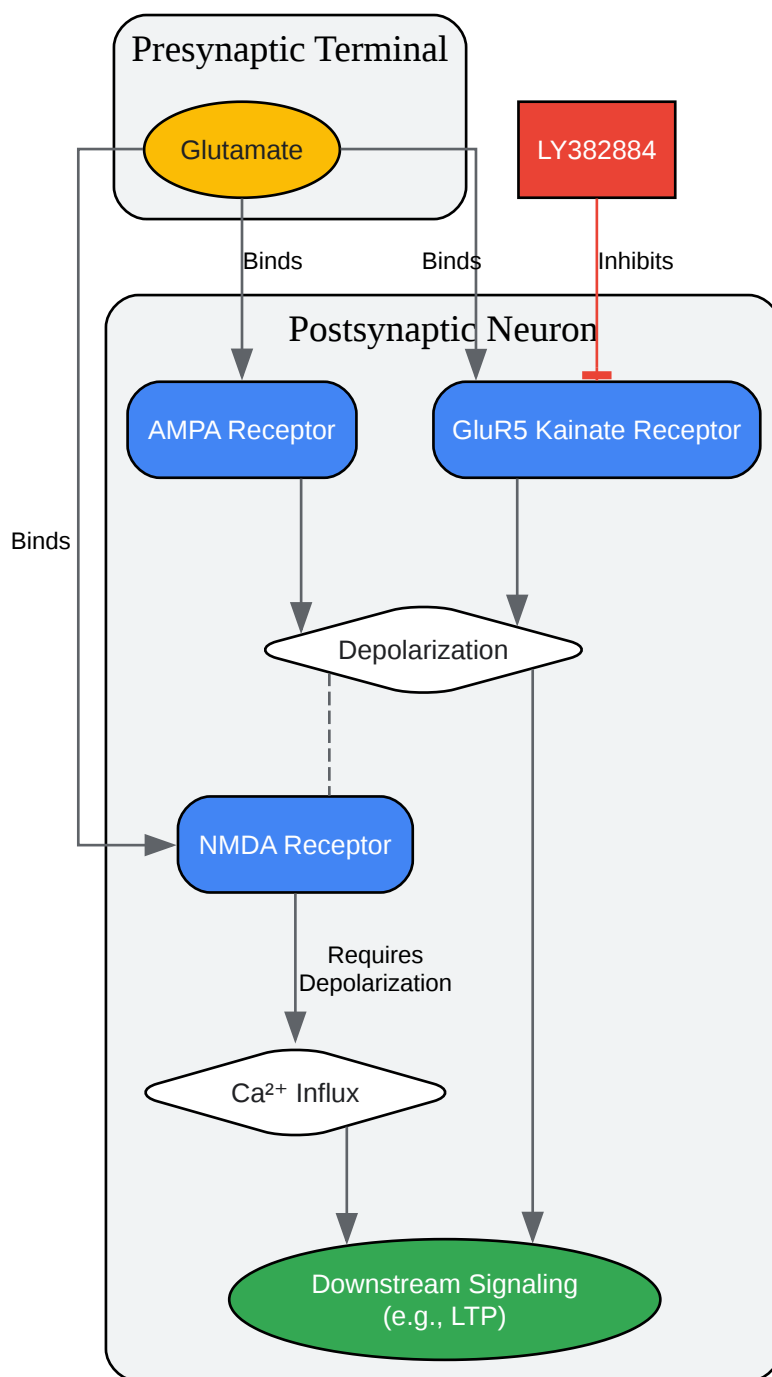 Presynaptic Terminal
Glutamate
LY382884
Binds
Binds
Inhibits
Postsynaptic Neuron
AMPA Receptor
GluR5 Kainate Receptor
Binds
Depolarization
NMDA Receptor
Requires
Depolarization
Ca²⁺ Influx
Downstream Signaling
(e.g., LTP)